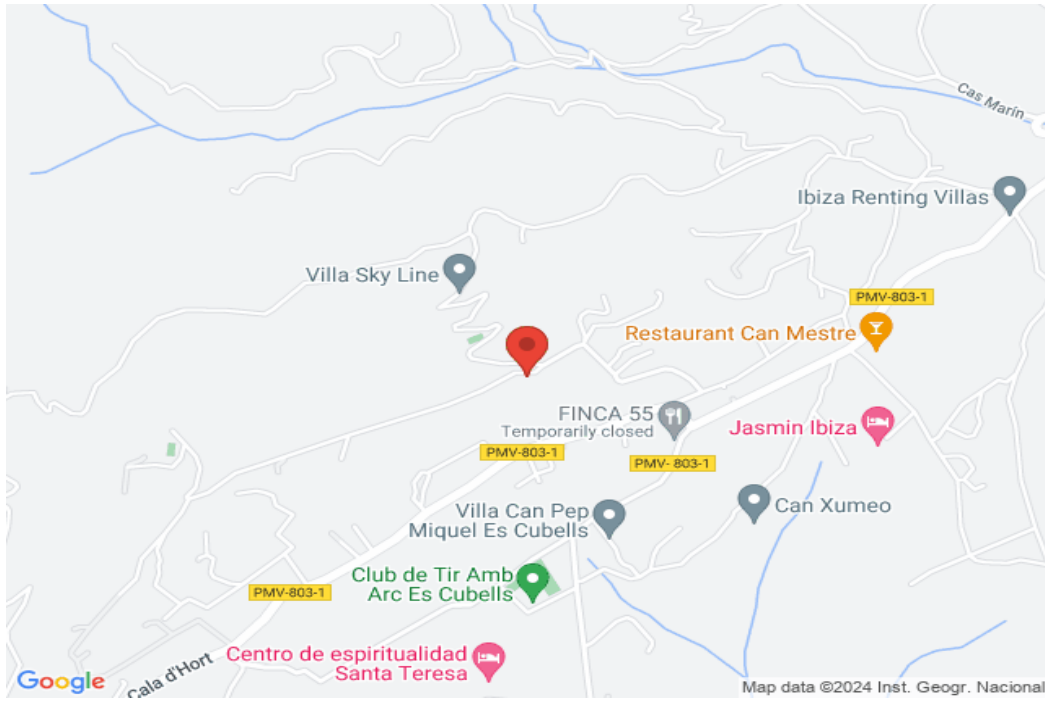 Cas Marín
Ibiza Renting Villas
Villa Sky Line
PMV-803-1
Restaurant Can Mestre
FINCA 55
Temporarily closed
Jasmin Ibiza
PMV-803-1
PMV- 803-1
Villa Can Pep
Miquel Es Cubells
Can Xumeo
Club de Tir Amb
Arc Es Cubells
PMV-803-1
Centro de espiritualidad
Santa Teresa
Cala d'Hort
Google
Map data ©2024 Inst. Geogr. Nacional